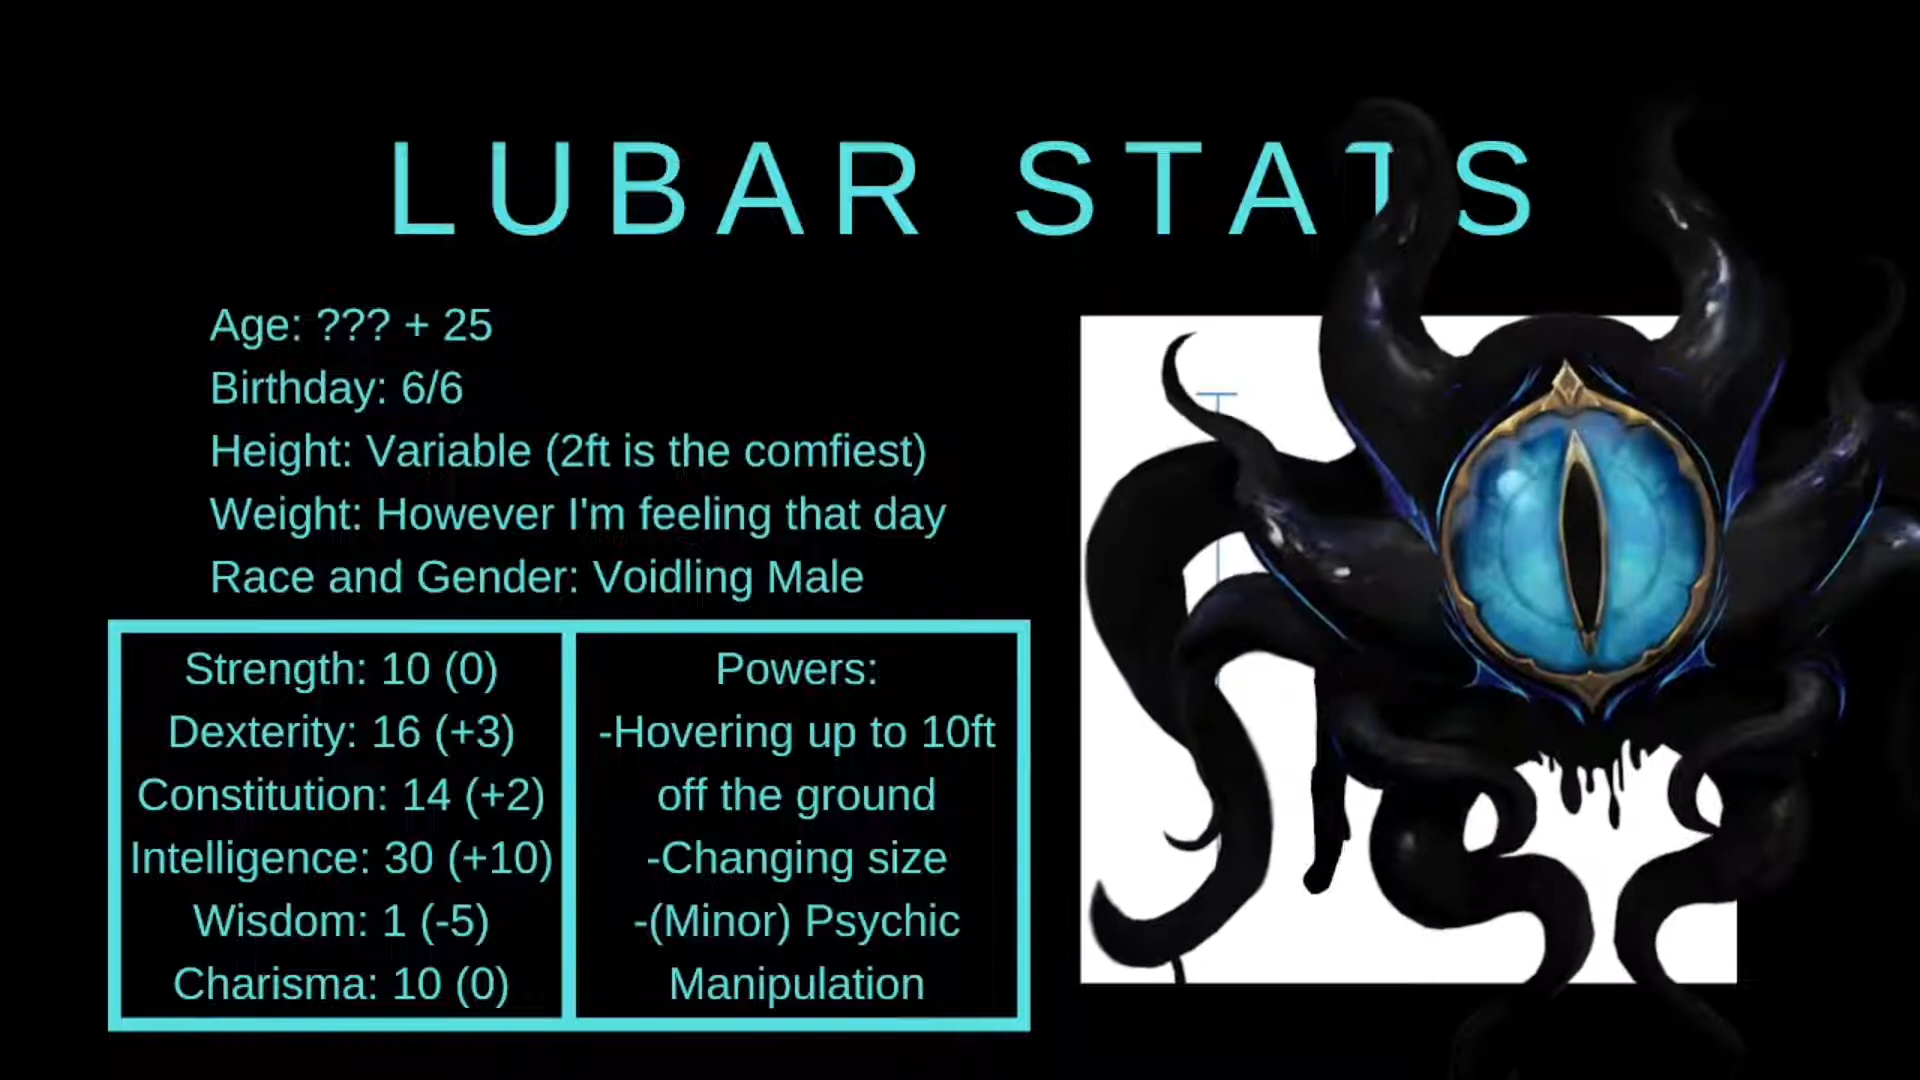 LUBAR STATS
Age: ??? + 25
Birthday: 6/6
Height: Variable (2ft is the comfiest)
Weight: However I'm feeling that day
Race and Gender: Voidling Male
Strength: 10 (0)
Dexterity: 16 (+3)
Constitution: 14 (+2)
Intelligence: 30 (+10)
Wisdom: 1 (-5)
Charisma: 10 (0)
Powers:
-Hovering up to 10ft
off the ground
-Changing size
-(Minor) Psychic
Manipulation